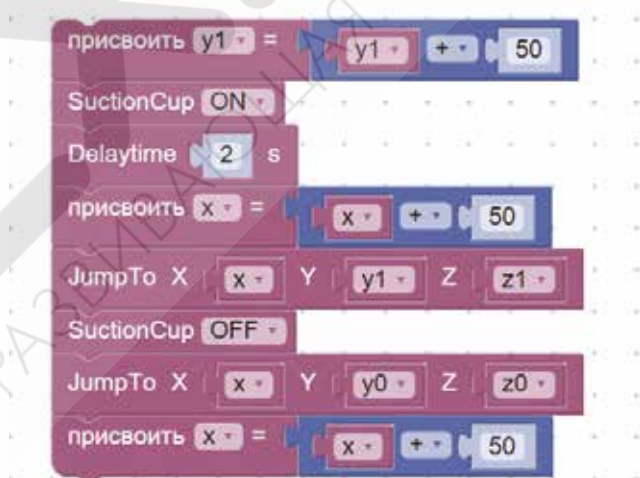 присвоить y1 = y1 + 50
SuctionCup ON
Delaytime 2 s
присвоить x = x + 50
JumpTo X x Y y1 Z z1
SuctionCup OFF
JumpTo X x Y y0 Z z0
присвоить x = x + 50
РАЗВИВАЮЩАЯ